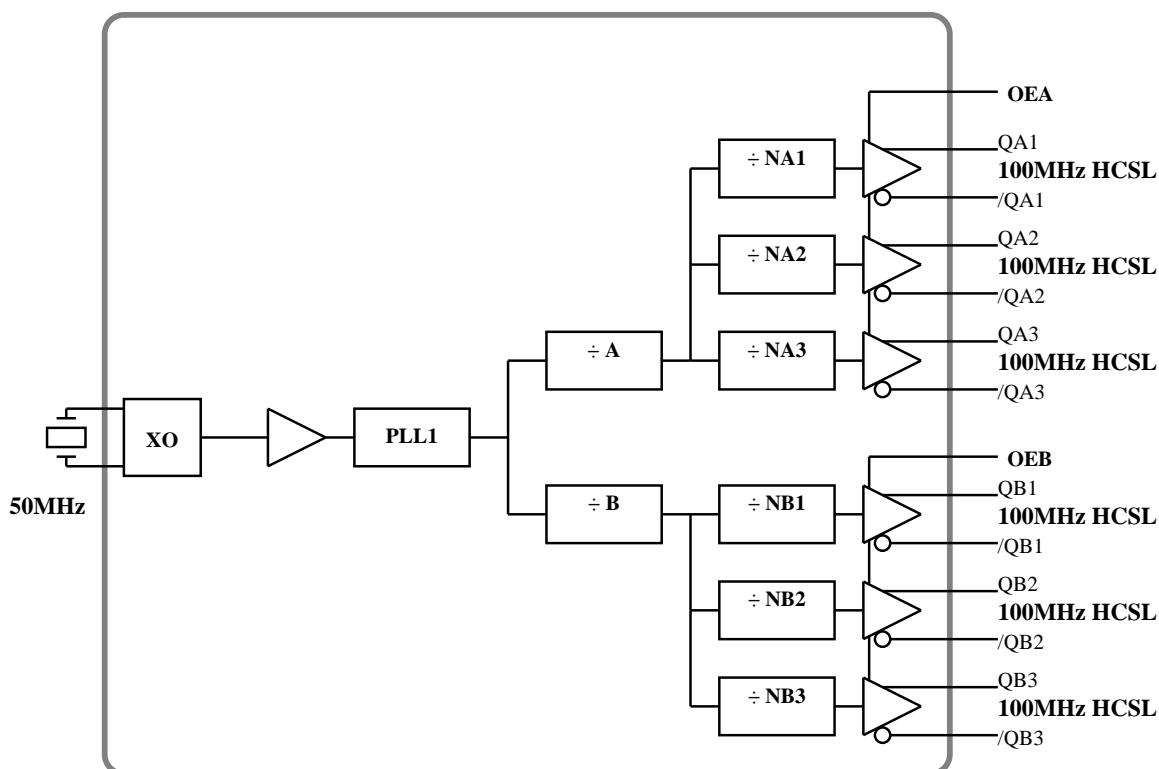 OEA
÷ NA1
QA1
100MHz HCSL
/QA1
÷ NA2
QA2
100MHz HCSL
/QA2
÷ A
÷ NA3
QA3
100MHz HCSL
/QA3
XO
PLL1
50MHz
OEB
÷ B
÷ NB1
QB1
100MHz HCSL
/QB1
÷ NB2
QB2
100MHz HCSL
/QB2
÷ NB3
QB3
100MHz HCSL
/QB3